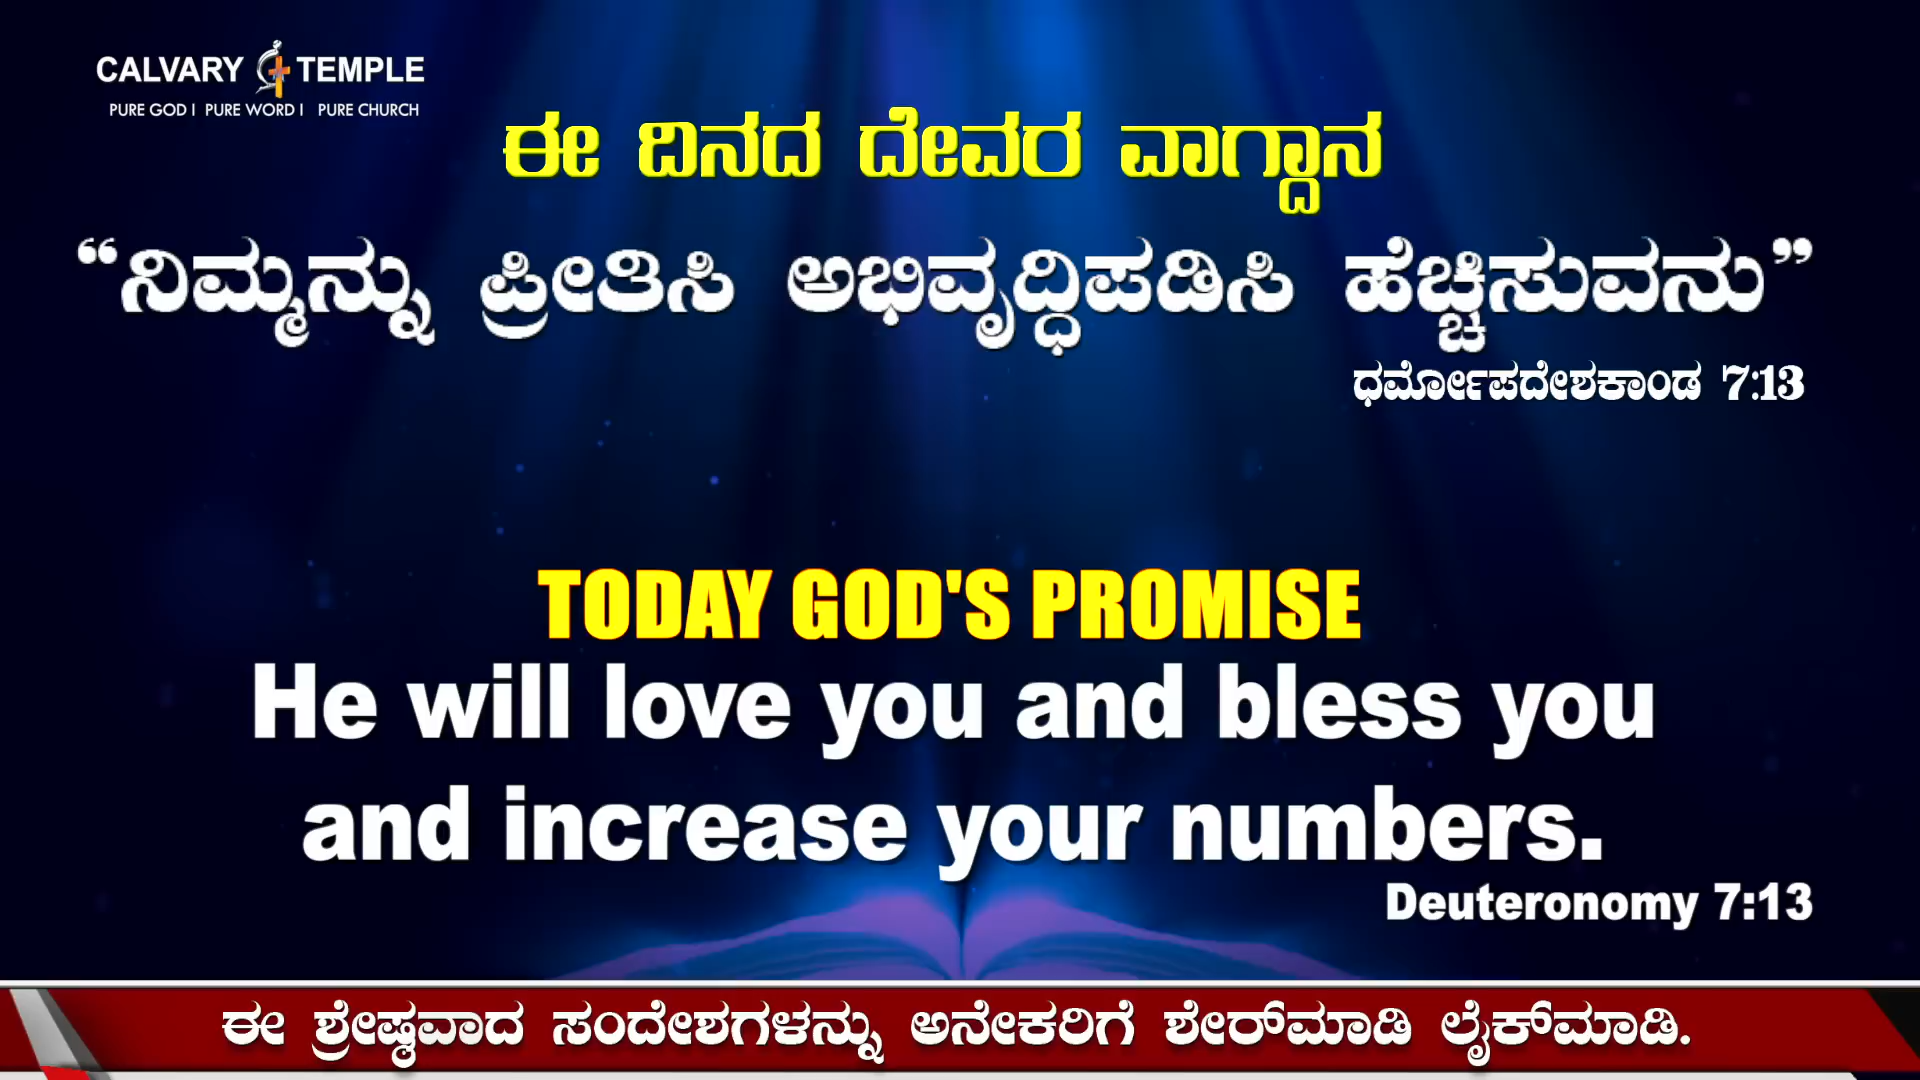 CALVARY TEMPLE
PURE GOD I PURE WORD I PURE CHURCH
ಈ ದಿನದ ದೇವರ ವಾಗ್ದಾನ
“ನಿಮ್ಮನ್ನು ಪ್ರೀತಿಸಿ ಅಭಿವೃದ್ಧಿಪಡಿಸಿ ಹೆಚ್ಚಿಸುವನು”
ಧರ್ಮೋಪದೇಶಕಾಂಡ 7:13
TODAY GOD'S PROMISE
He will love you and bless you
and increase your numbers.
Deuteronomy 7:13
ಈ ಶ್ರೇಷ್ಠವಾದ ಸಂದೇಶಗಳನ್ನು ಅನೇಕರಿಗೆ ಶೇರ್‌ಮಾಡಿ ಲೈಕ್‌ಮಾಡಿ.